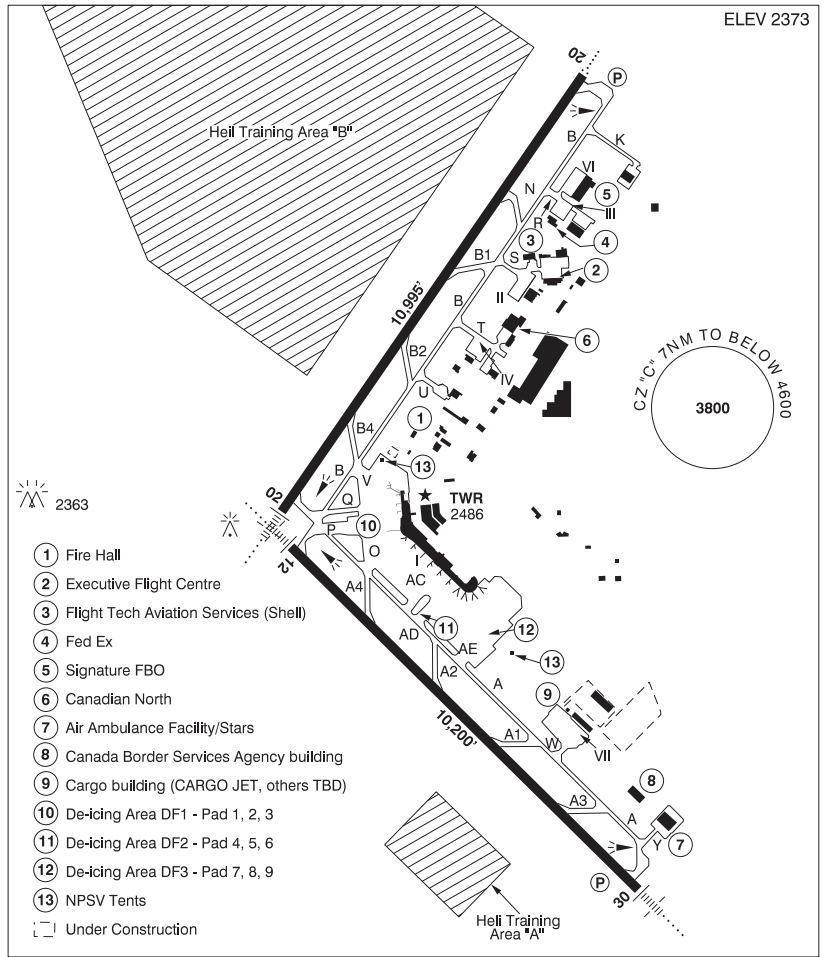 ELEV 2373
20
P
Heil Training Area "B"
B
K
VI
5
N
III
R
4
3
B1
S
2
10,995'
B
II
T
6
CZ "C" 7NM TO BELOW 4600
3800
B2
IV
U
1
B4
V
13
B
02
Q
TWR
2486
2363
10
P
12
O
I
AC
A4
11
12
AD
AE
13
A2
A
9
10,200'
A1
W
VII
8
A3
A
7
Y
P
30
Heli Training
Area "A"
1 Fire Hall
2 Executive Flight Centre
3 Flight Tech Aviation Services (Shell)
4 Fed Ex
5 Signature FBO
6 Canadian North
7 Air Ambulance Facility/Stars
8 Canada Border Services Agency building
9 Cargo building (CARGO JET, others TBD)
10 De-icing Area DF1 - Pad 1, 2, 3
11 De-icing Area DF2 - Pad 4, 5, 6
12 De-icing Area DF3 - Pad 7, 8, 9
13 NPSV Tents
Under Construction